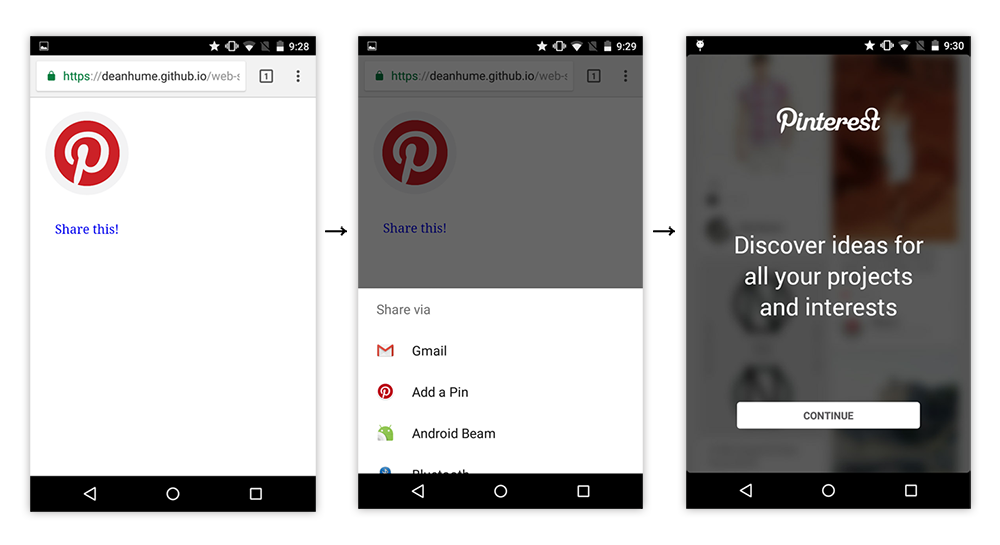 9:28
https://deanhume.github.io/web-s
1
Share this!
9:29
https://deanhume.github.io/web-s
1
Share this!
Share via
Gmail
Add a Pin
Android Beam
Bluetooth
9:30
Pinterest
Discover ideas for
all your projects
and interests
CONTINUE